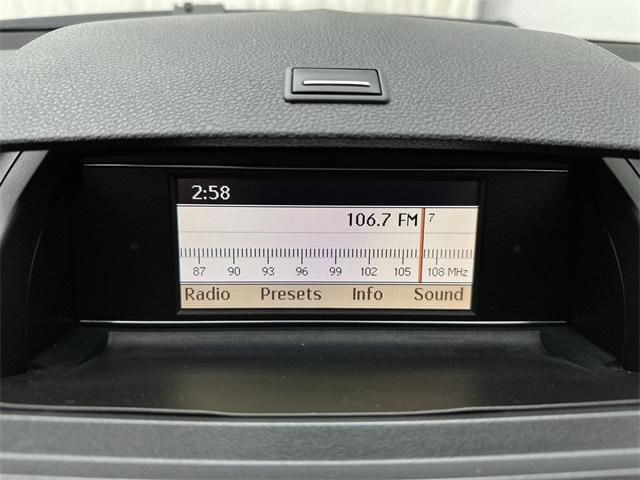 2:58
106.7 FM 7
87 90 93 96 99 102 105 108 MHz
Radio Presets Info Sound